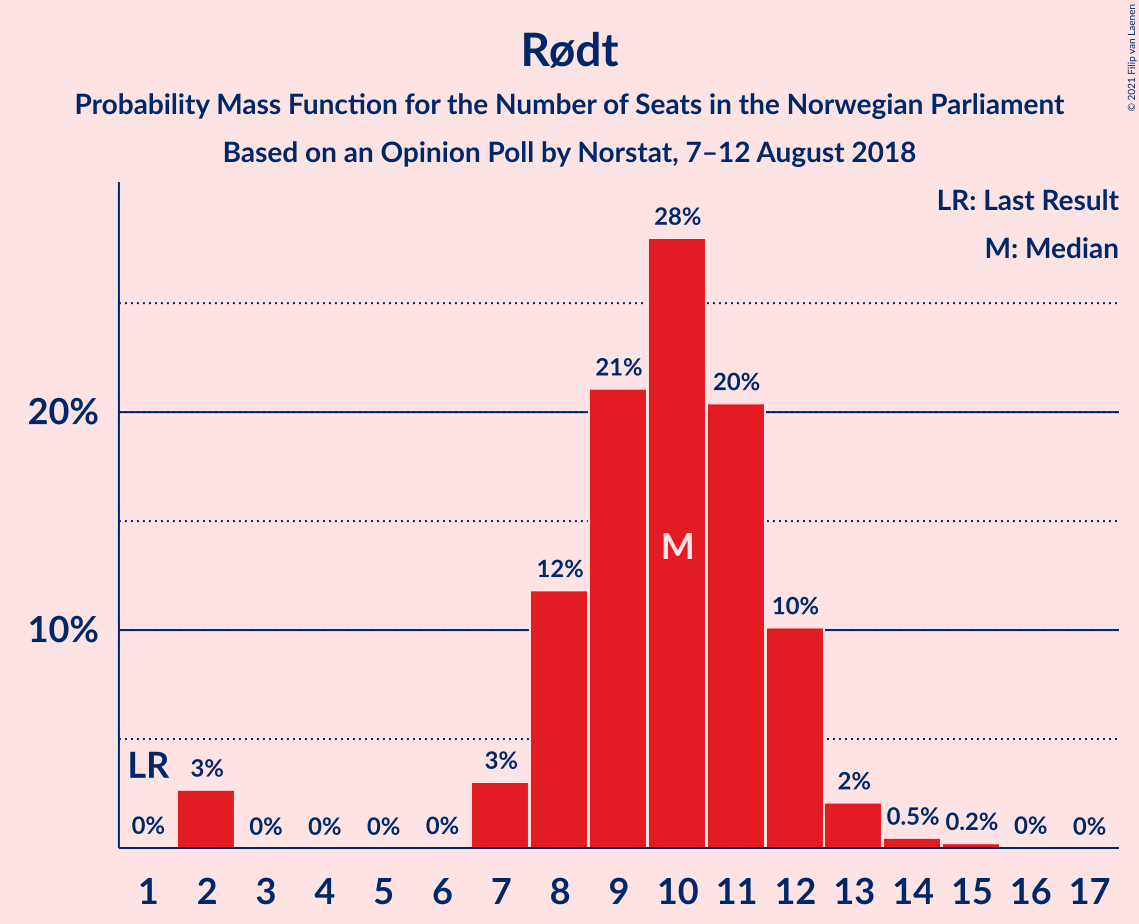 Rødt
Probability Mass Function for the Number of Seats in the Norwegian Parliament
Based on an Opinion Poll by Norstat, 7–12 August 2018
© 2021 Filip van Laenen
LR: Last Result
M: Median
20%
10%
LR
0%
3%
0%
0%
0%
0%
3%
12%
21%
28%
M
20%
10%
2%
0.5%
0.2%
0%
0%
1 2 3 4 5 6 7 8 9 10 11 12 13 14 15 16 17